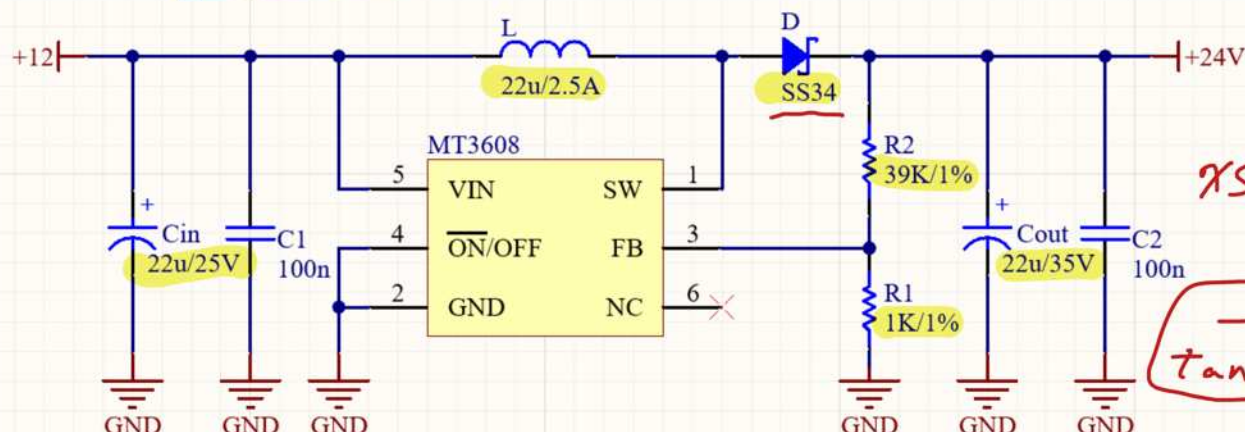 L
D
+12
+24V
22u/2.5A
SS34
MT3608
R2
39K/1%
5 VIN SW 1
4 ON/OFF FB 3
2 GND NC 6
+
Cin
22u/25V
C1
100n
+
Cout
22u/35V
C2
100n
R1
1K/1%
GND GND GND GND GND GND